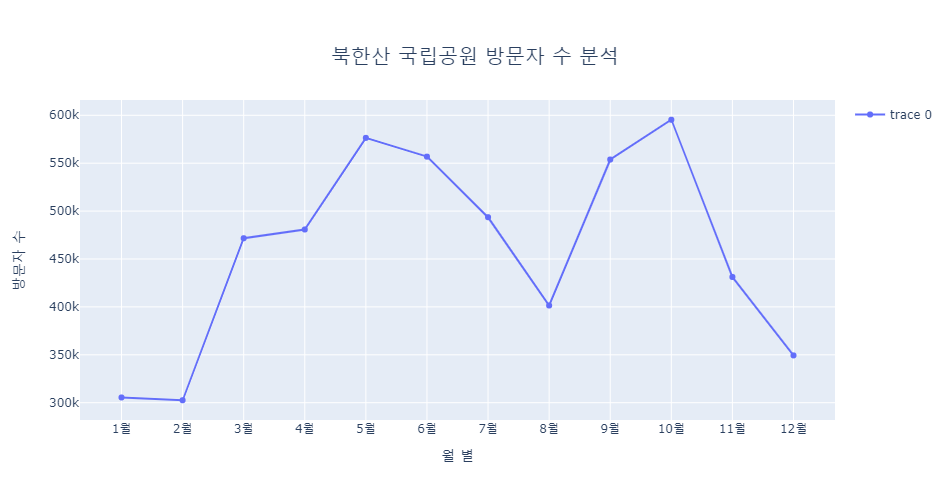 북한산 국립공원 방문자 수 분석
600k
550k
500k
450k
400k
350k
300k
방문자 수
1월 2월 3월 4월 5월 6월 7월 8월 9월 10월 11월 12월
월 별
trace 0